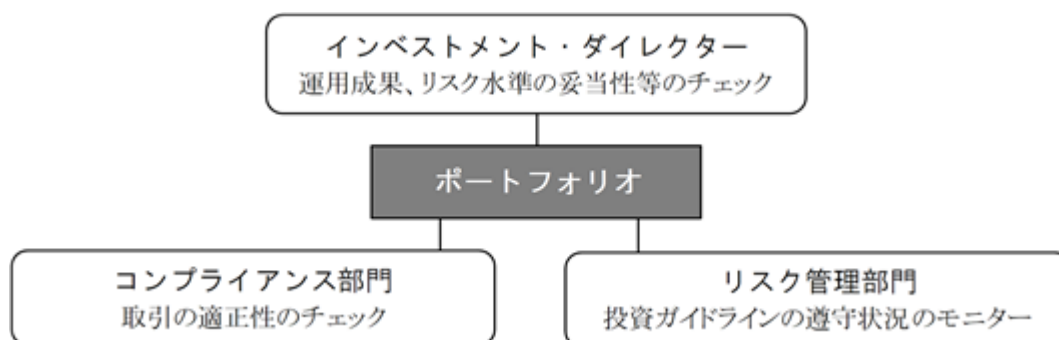 インベストメント・ダイレクター
運用成果、リスク水準の妥当性等のチェック
ポートフォリオ
コンプライアンス部門
取引の適正性のチェック
リスク管理部門
投資ガイドラインの遵守状況のモニター